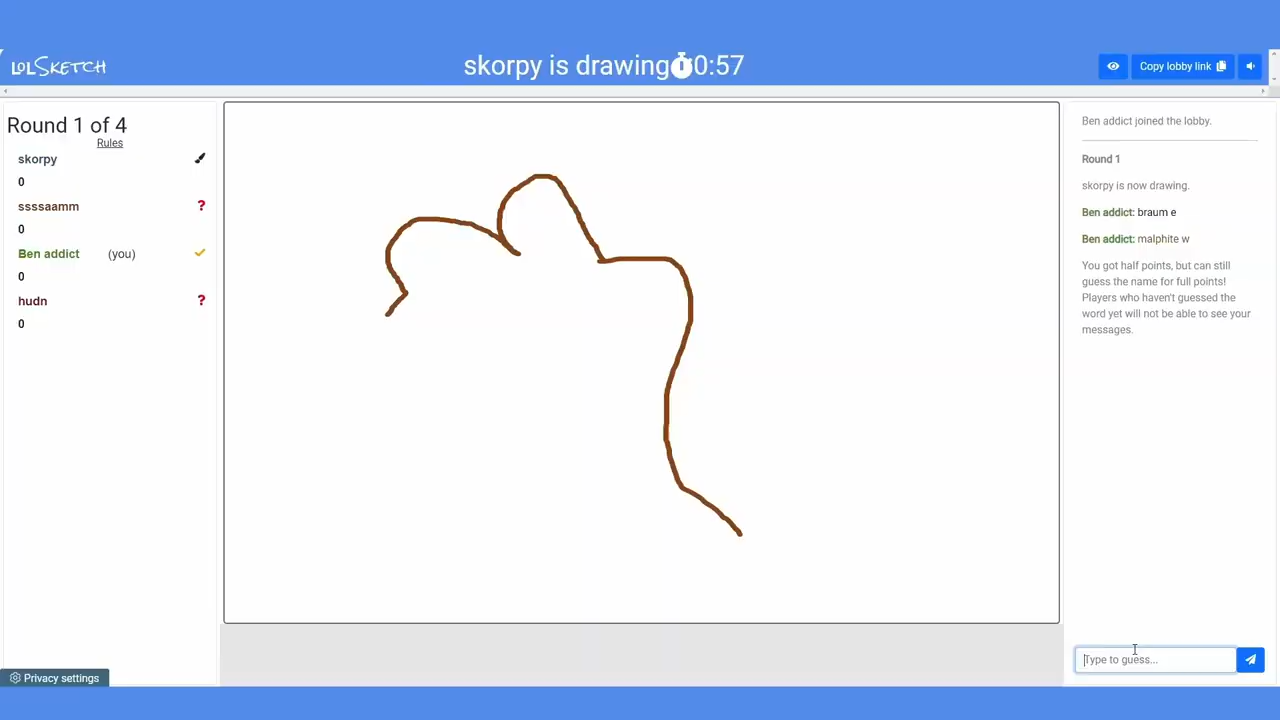 LOLSKETCH
skorpy is drawing 0:57
Copy lobby link
Round 1 of 4
Rules
skorpy
0
ssssaamm
?
0
Ben addict (you)
0
hudn
?
0
Ben addict joined the lobby.
Round 1
skorpy is now drawing.
Ben addict: braum e
Ben addict: malphite w
You got half points, but can still
guess the name for full points!
Players who haven't guessed the
word yet will not be able to see your
messages.
Type to guess...
Privacy settings